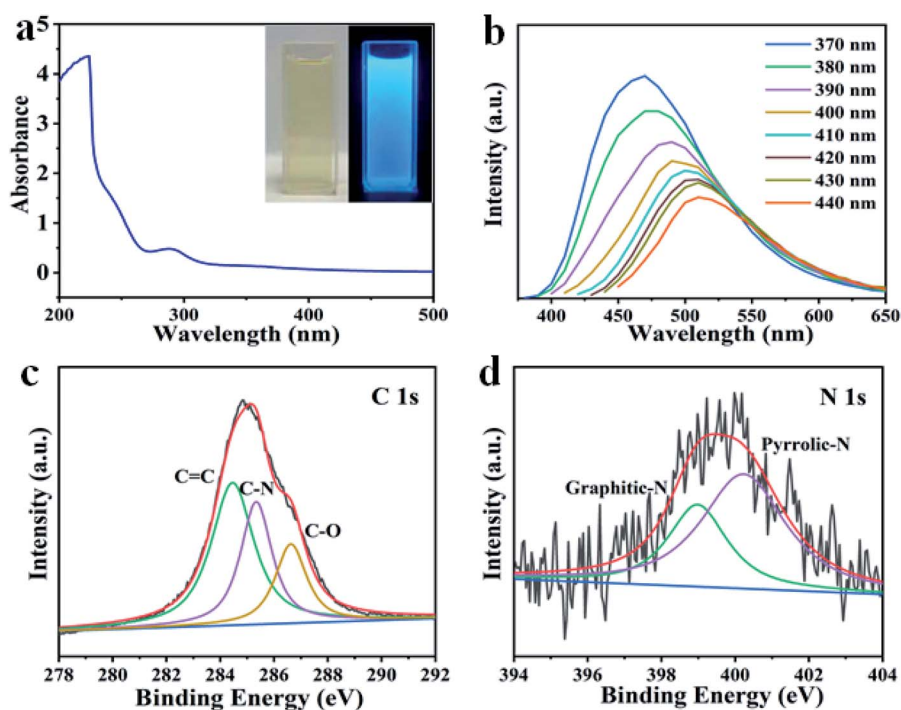 a
5
4
3
2
1
0
Absorbance
200
300
400
500
Wavelength (nm)
b
370 nm
380 nm
390 nm
400 nm
410 nm
420 nm
430 nm
440 nm
Intensity (a.u.)
400
450
500
550
600
650
Wavelength (nm)
c
C 1s
C=C
C-N
C-O
Intensity (a.u.)
278
280
282
284
286
288
290
292
Binding Energy (eV)
d
N 1s
Pyrrolic-N
Graphitic-N
Intensity (a.u.)
394
396
398
400
402
404
Binding Energy (eV)